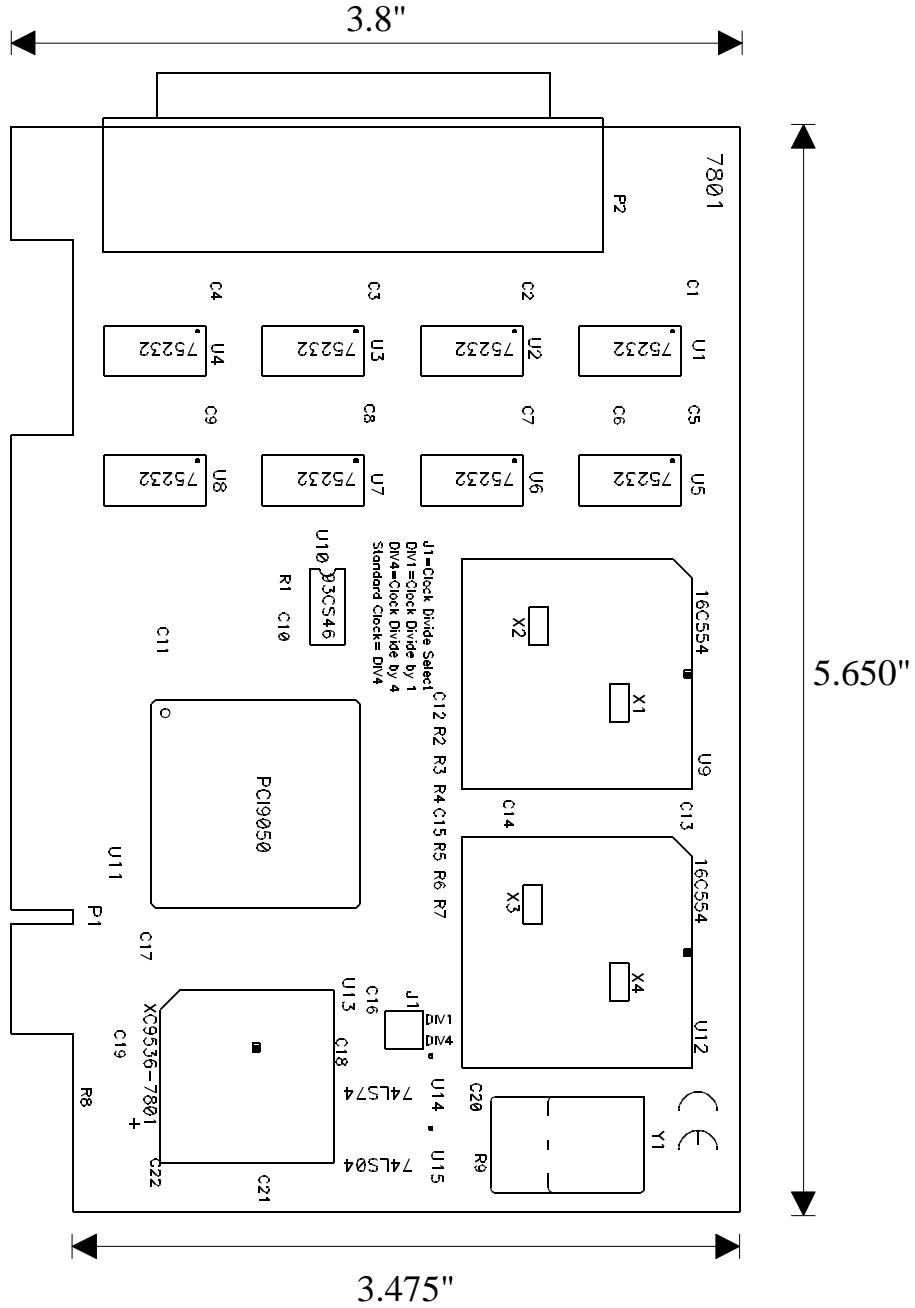 3.8"
7801
P2
C4
C3
C2
C1
75232
U4
75232
U3
75232
U2
75232
U1
C9
C8
C7
C6
C5
75232
U8
75232
U7
75232
U6
75232
U5
U10
93CS46
R1
C10
C11
J1=Clock Divide Select
DIV1=Clock Divide by 1
DIV4=Clock Divide by 4
Standard Clock= DIV4
X2
X1
16C554
U9
5.650"
C12 R2 R3 R4 C15 R5 R6 R7
PCI9050
U11
C14
C13
P1
X3
X4
16C554
U12
C17
U13
C16
J1
DIV1
DIV4
XC9536-7801
C18
C19
R8
+
74LS74
U14
C20
74LS04
U15
R9
Y1
CE
C22
C21
3.475"